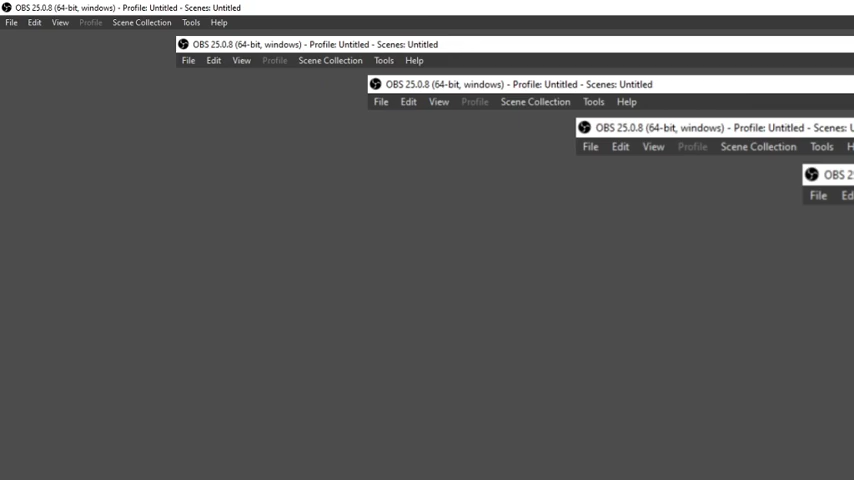 OBS 25.0.8 (64-bit, windows) - Profile: Untitled - Scenes: Untitled
File Edit View Profile Scene Collection Tools Help
OBS 25.0.8 (64-bit, windows) - Profile: Untitled - Scenes: Untitled
File Edit View Profile Scene Collection Tools Help
OBS 25.0.8 (64-bit, windows) - Profile: Untitled - Scenes: Untitled
File Edit View Profile Scene Collection Tools Help
OBS 25.0.8 (64-bit, windows) - Profile: Untitled - Scenes: U
File Edit View Profile Scene Collection Tools H
OBS 25
File Ed